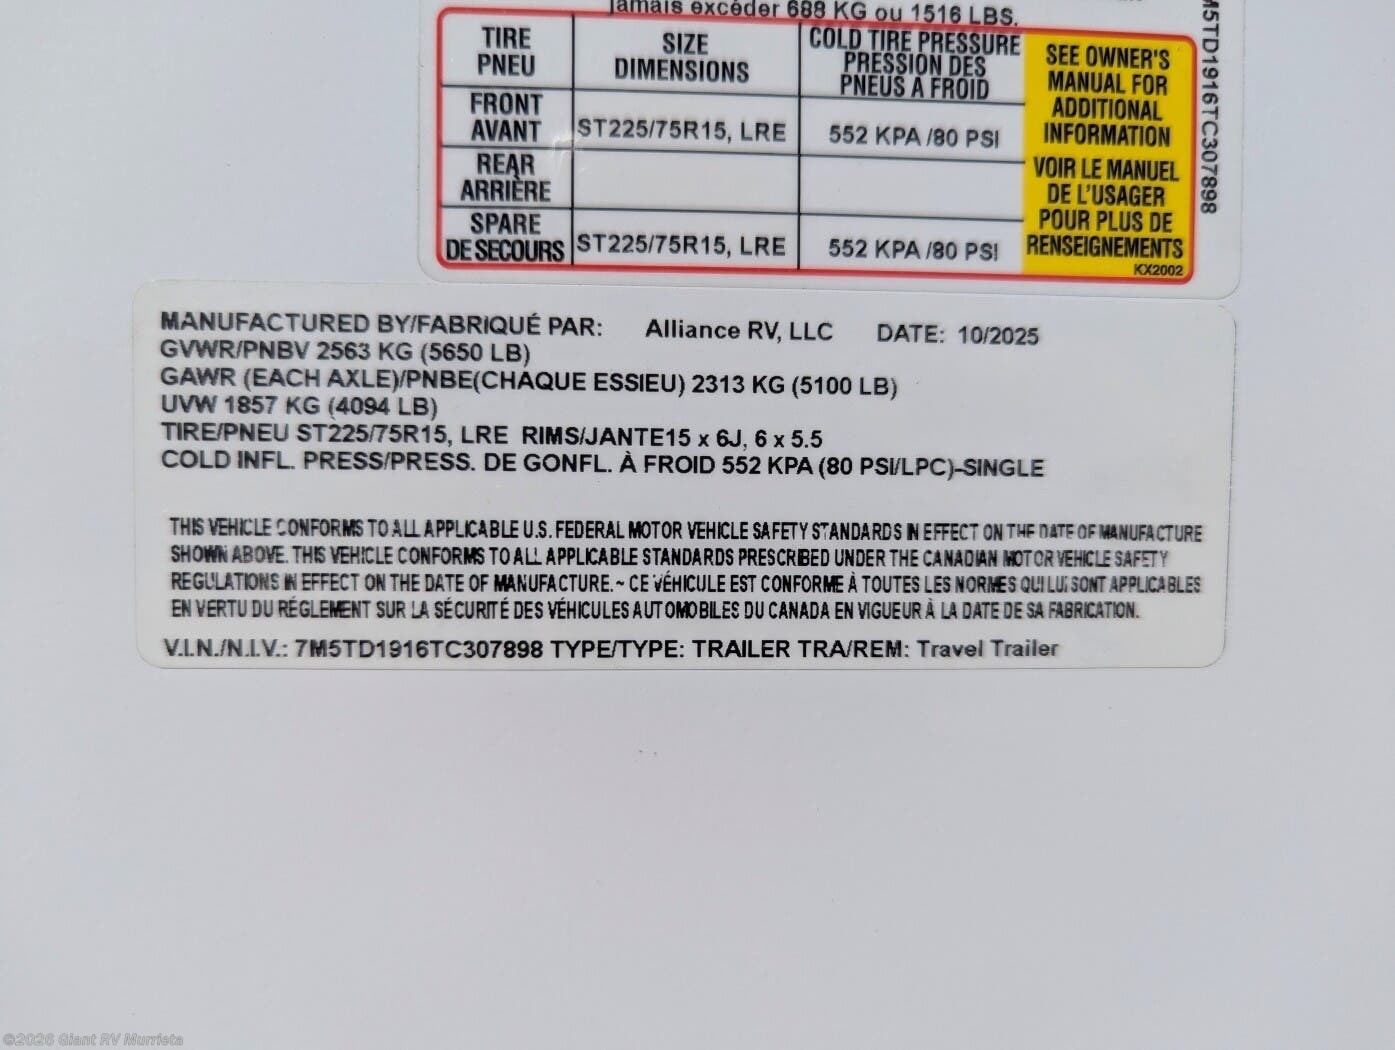 jamais excéder 688 KG ou 1516 LBS.
TIRE
PNEU
SIZE
DIMENSIONS
COLD TIRE PRESSURE
PRESSION DES
PNEUS A FROID
SEE OWNER'S
MANUAL FOR
ADDITIONAL
INFORMATION
VOIR LE MANUEL
DE L'USAGER
POUR PLUS DE
RENSEIGNEMENTS
KX2002
FRONT
AVANT
ST225/75R15, LRE
552 KPA /80 PSI
REAR
ARRIÈRE
SPARE
DE SECOURS
ST225/75R15, LRE
552 KPA /80 PSI
M5TD1916TC307898
MANUFACTURED BY/FABRIQUÉ PAR: Alliance RV, LLC DATE: 10/2025
GVWR/PNBV 2563 KG (5650 LB)
GAWR (EACH AXLE)/PNBE(CHAQUE ESSIEU) 2313 KG (5100 LB)
UVW 1857 KG (4094 LB)
TIRE/PNEU ST225/75R15, LRE RIMS/JANTE15 x 6J, 6 x 5.5
COLD INFL. PRESS/PRESS. DE GONFL. À FROID 552 KPA (80 PSI/LPC)-SINGLE
THIS VEHICLE CONFORMS TO ALL APPLICABLE U.S. FEDERAL MOTOR VEHICLE SAFETY STANDARDS IN EFFECT ON THE DATE OF MANUFACTURE
SHOWN ABOVE. THIS VEHICLE CONFORMS TO ALL APPLICABLE STANDARDS PRESCRIBED UNDER THE CANADIAN MOTOR VEHICLE SAFETY
REGULATIONS IN EFFECT ON THE DATE OF MANUFACTURE. ~ CE VÉHICULE EST CONFORME À TOUTES LES NORMES QUI LUI SONT APPLICABLES
EN VERTU DU RÉGLEMENT SUR LA SÉCURITÉ DES VÉHICULES AUTOMOBILES DU CANADA EN VIGUEUR À LA DATE DE SA FABRICATION.
V.I.N./N.I.V.: 7M5TD1916TC307898 TYPE/TYPE: TRAILER TRA/REM: Travel Trailer
©2026 Giant RV Murrieta